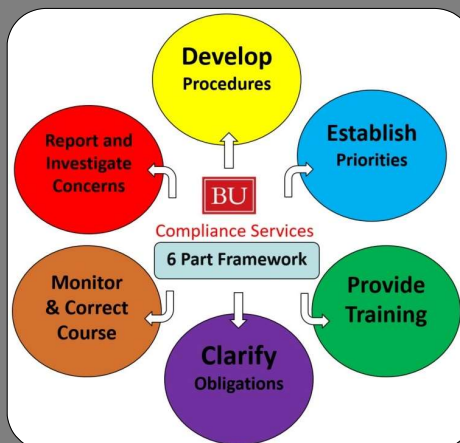 Develop
Procedures
Report and
Investigate
Concerns
Establish
Priorities
BU
Compliance Services
6 Part Framework
Monitor
& Correct
Course
Provide
Training
Clarify
Obligations